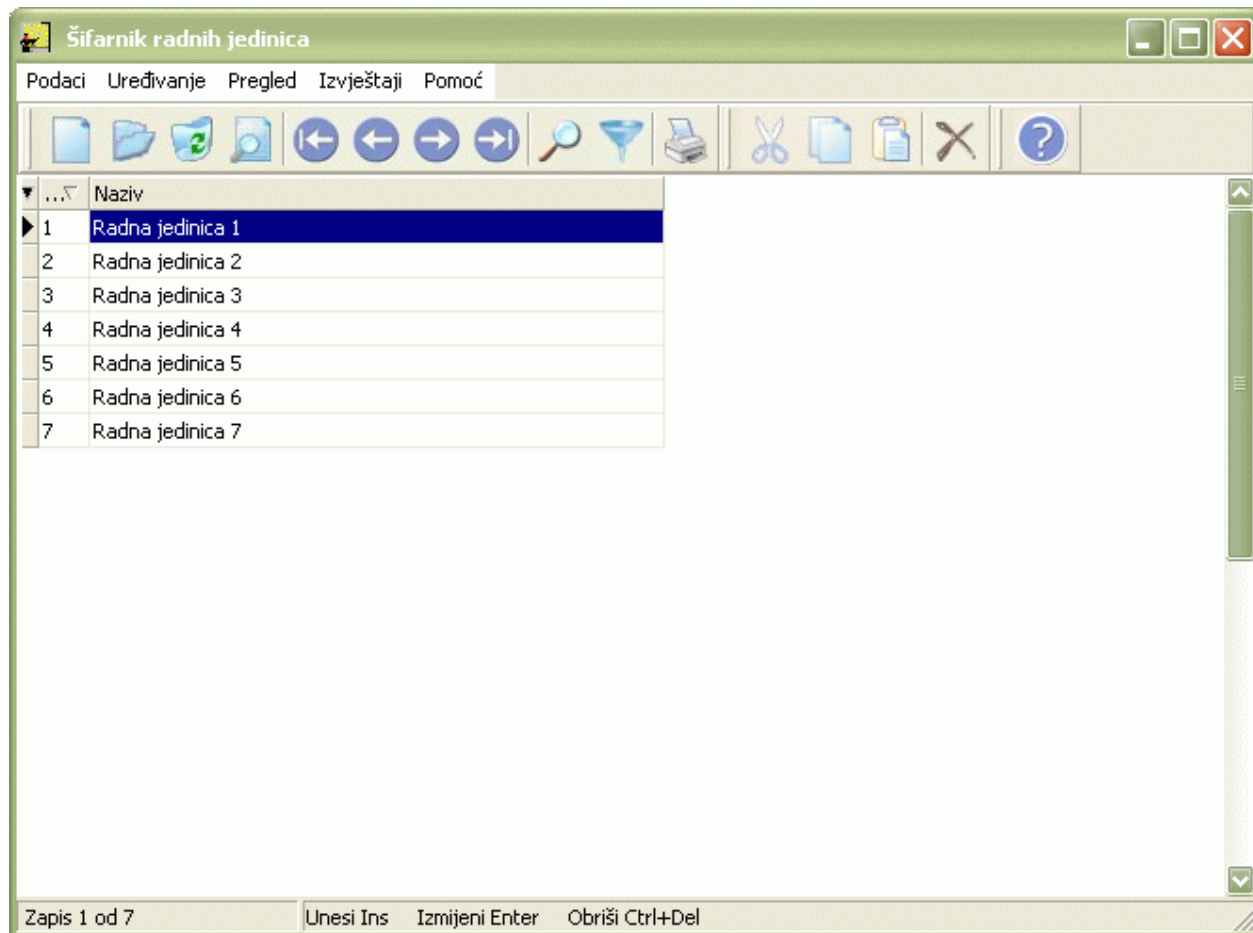 Šifarnik radnih jedinica
Podaci Uređivanje Pregled Izvještaji Pomoć
... Naziv
1 Radna jedinica 1
2 Radna jedinica 2
3 Radna jedinica 3
4 Radna jedinica 4
5 Radna jedinica 5
6 Radna jedinica 6
7 Radna jedinica 7
Zapis 1 od 7 Unesi Ins Izmijeni Enter Obriši Ctrl+Del